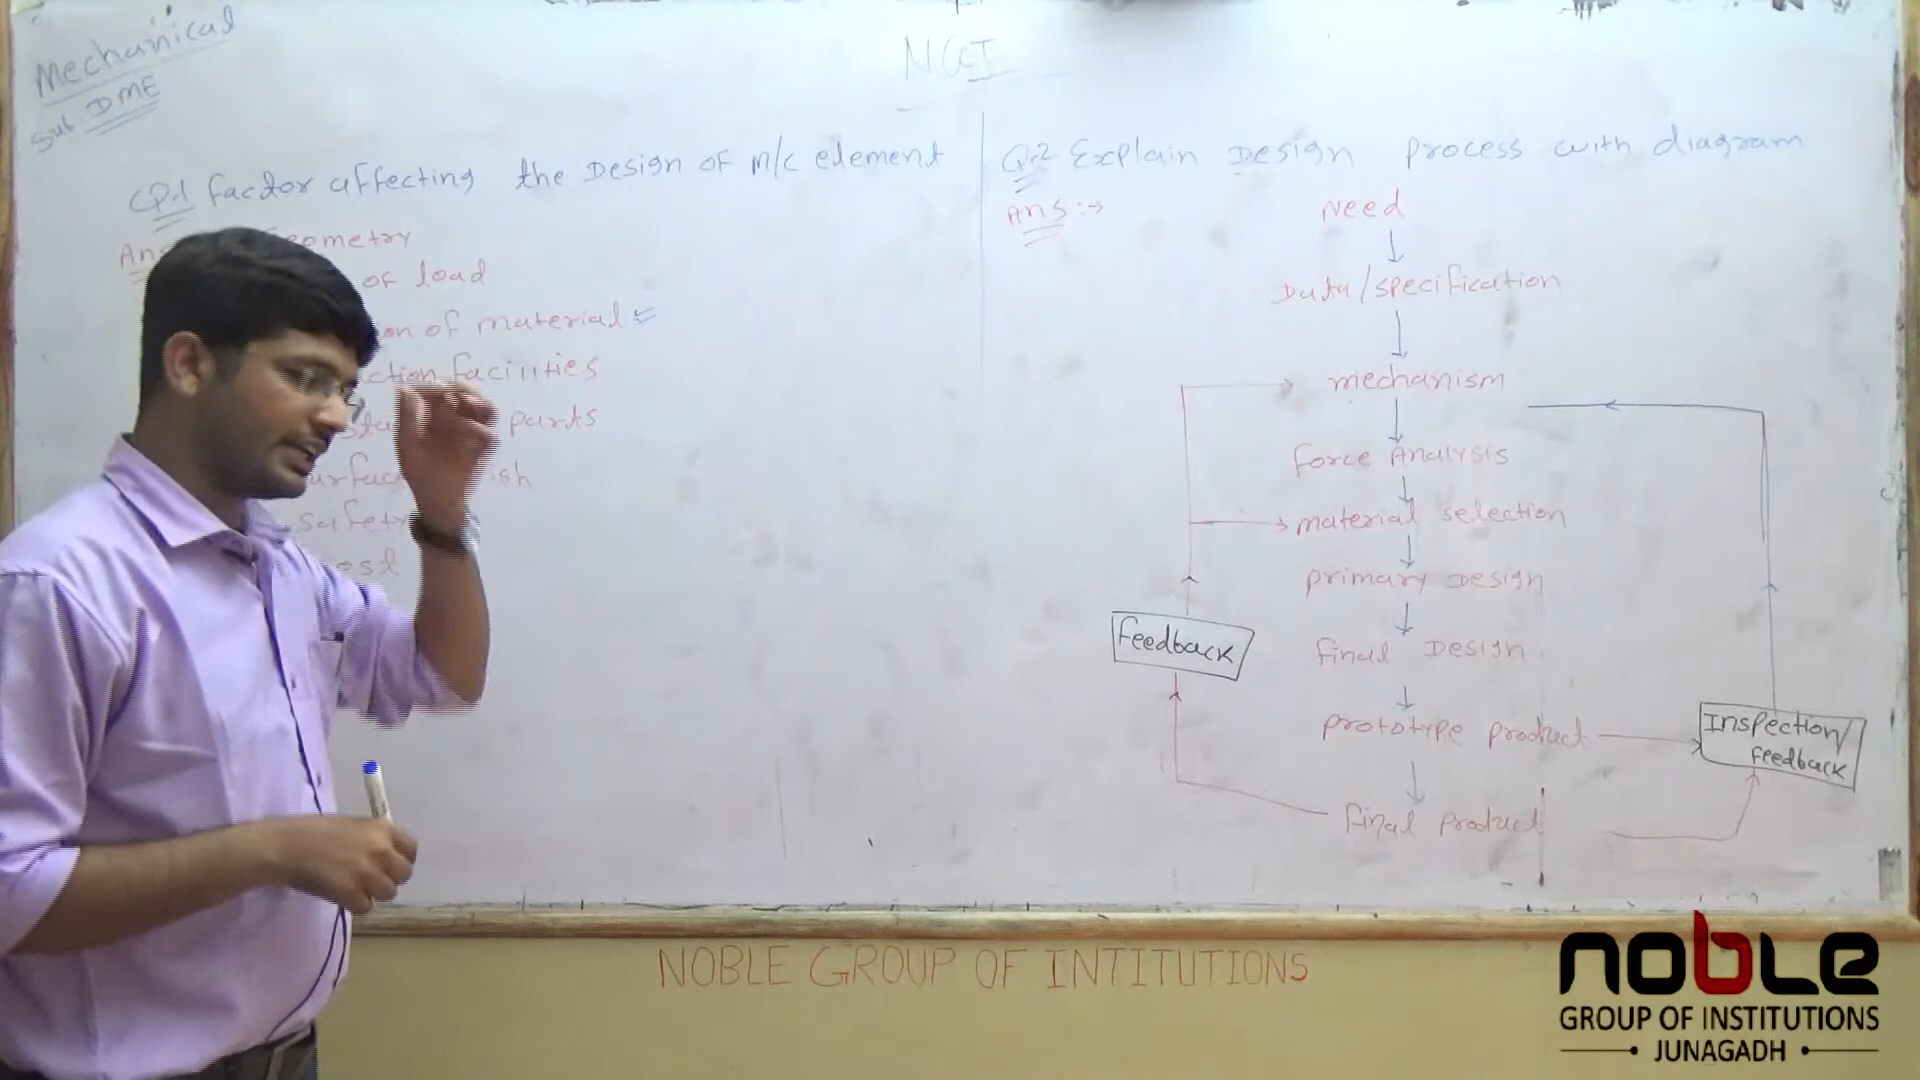 Mechanical
Sub. DME
NGI
Q.1 factor affecting the Design of m/c element
of load
of material
facilities
parts
safety
Q.2 Explain Design process with diagram
Ans :→
Need
Data/specification
mechanism
force Analysis
material selection
primary Design
final Design
prototype product
final product
Feedback
Inspection/
Feedback
NOBLE GROUP OF INTITUTIONS
noble
GROUP OF INSTITUTIONS
JUNAGADH